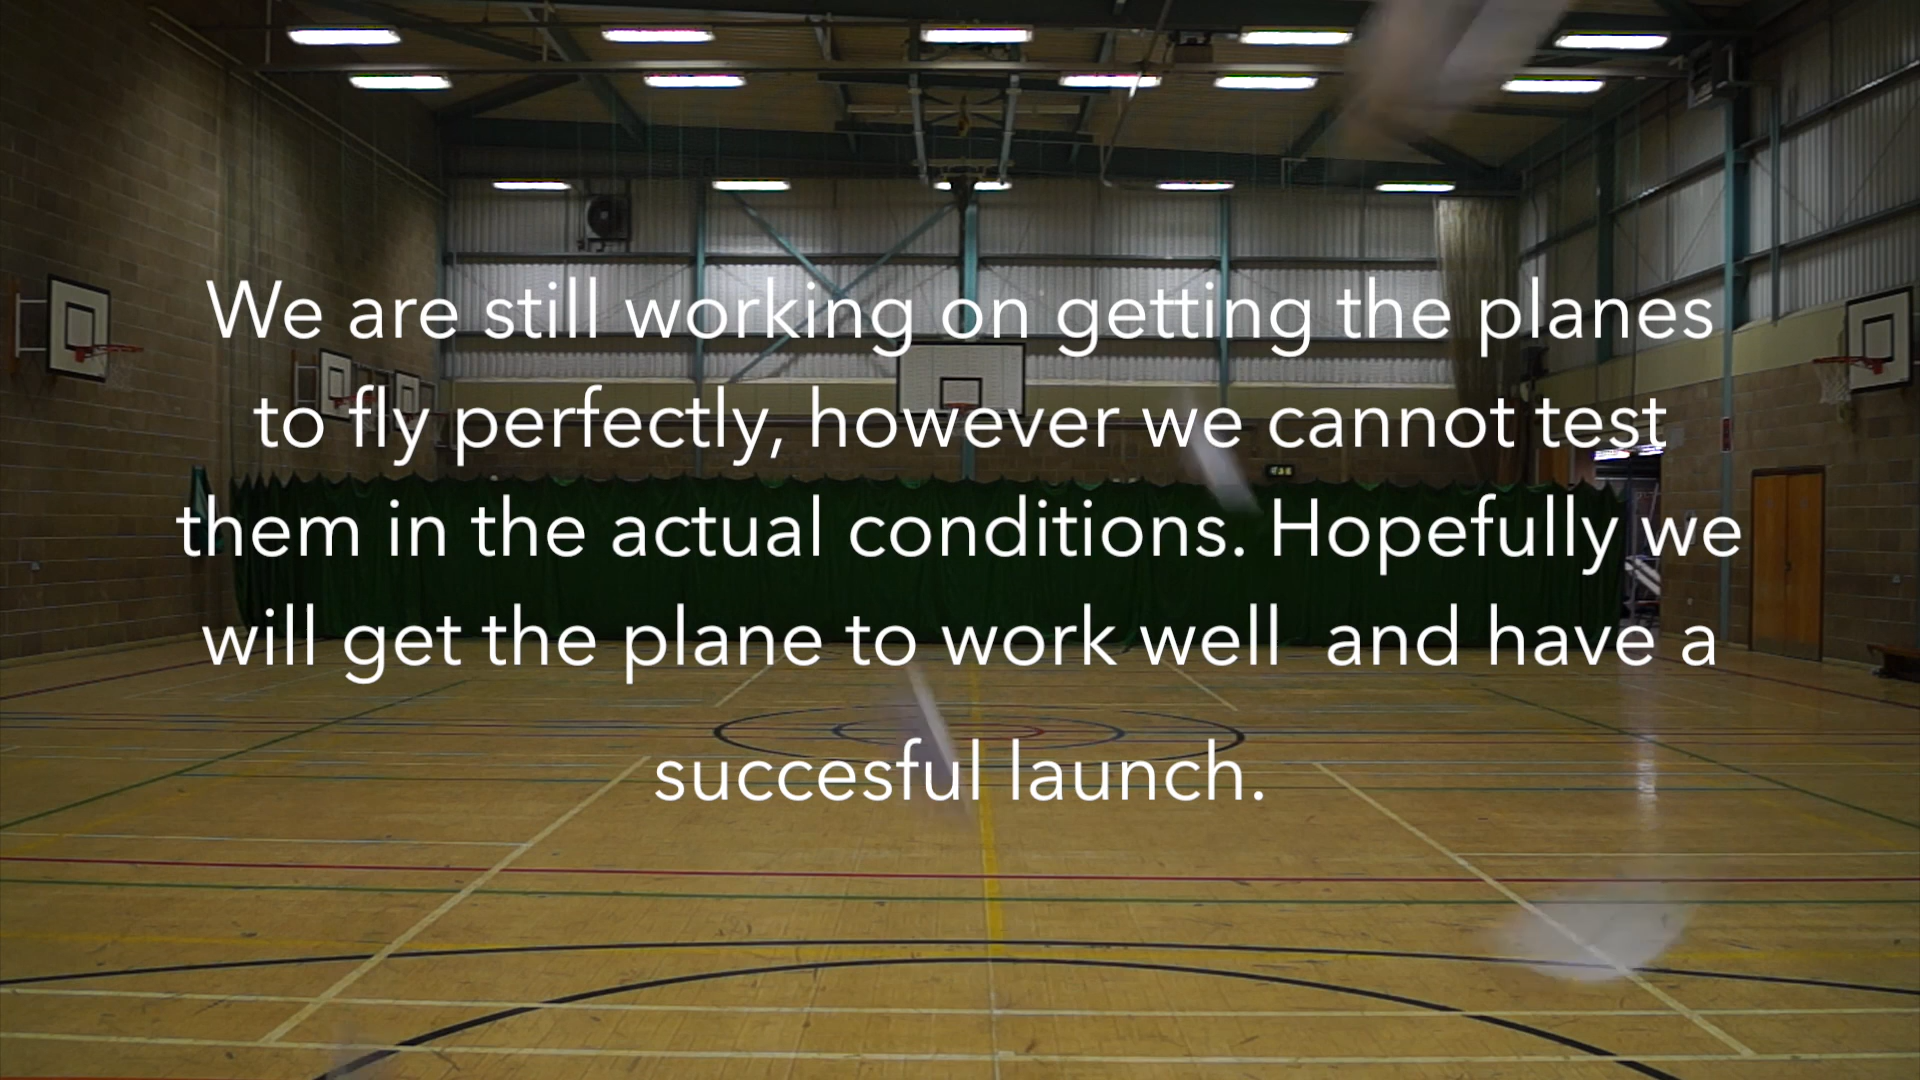 We are still working on getting the planes
to fly perfectly, however we cannot test
them in the actual conditions. Hopefully we
will get the plane to work well  and have a
succesful launch.